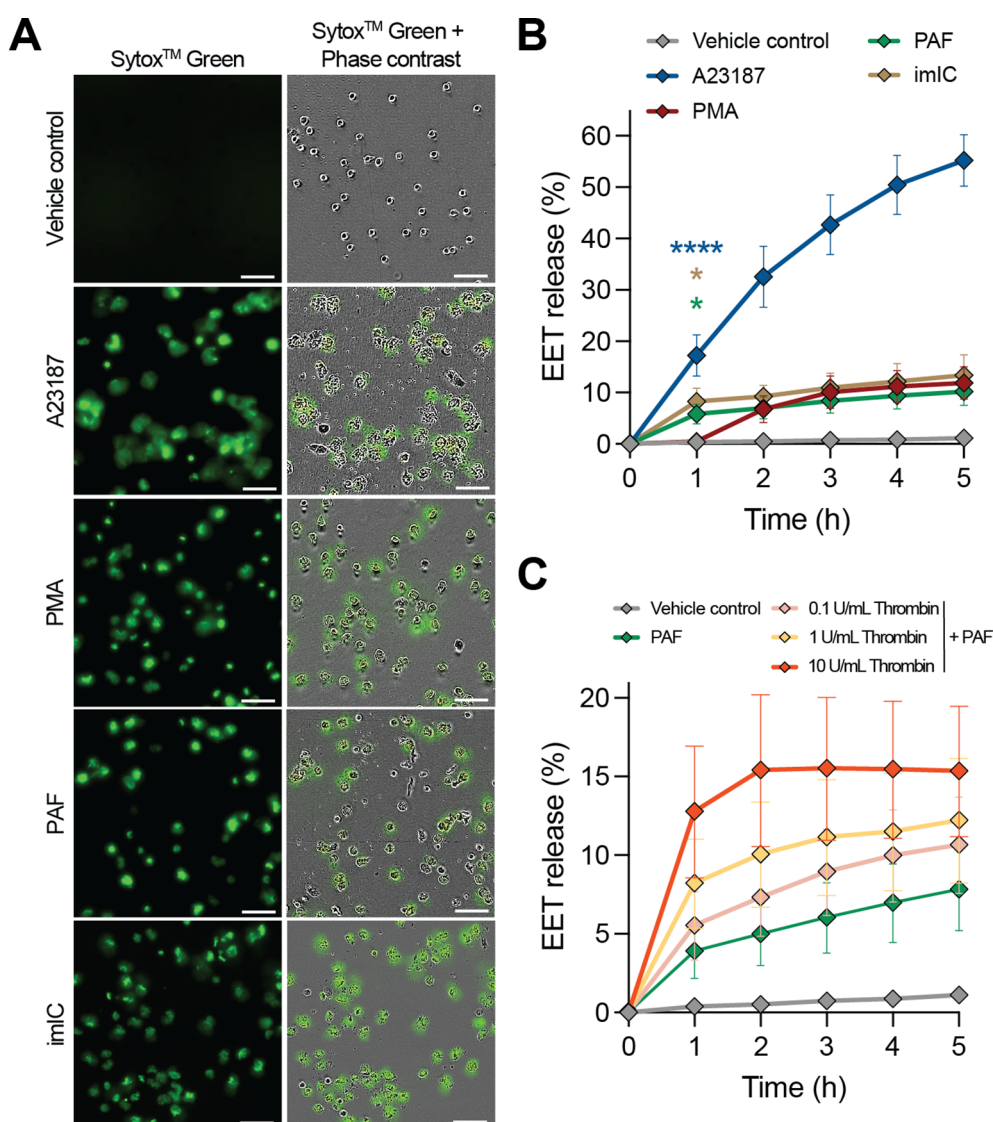 A
Sytox™ Green
Sytox™ Green +
Phase contrast
Vehicle control
A23187
PMA
PAF
imIC
B
Vehicle control
A23187
PMA
PAF
imIC
EET release (%)
60
50
40
30
20
10
0
****
*
*
0 1 2 3 4 5
Time (h)
C
Vehicle control
PAF
0.1 U/mL Thrombin
1 U/mL Thrombin
10 U/mL Thrombin
+ PAF
EET release (%)
20
15
10
5
0
0 1 2 3 4 5
Time (h)